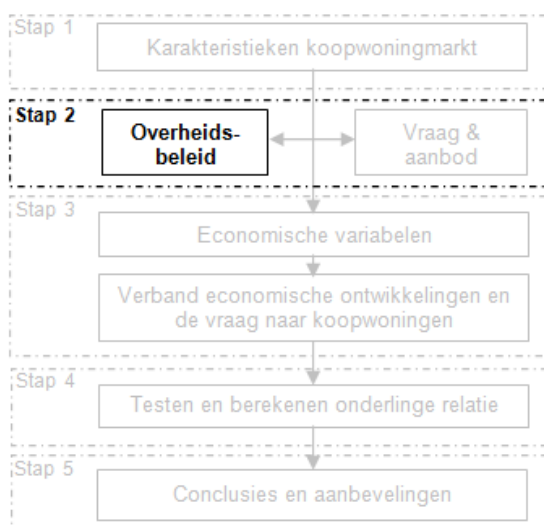 Stap 1
Karakteristieken koopwoningmarkt
Stap 2
Overheids-
beleid
Vraag &
aanbod
Stap 3
Economische variabelen
Verband economische ontwikkelingen en
de vraag naar koopwoningen
Stap 4
Testen en berekenen onderlinge relatie
Stap 5
Conclusies en aanbevelingen